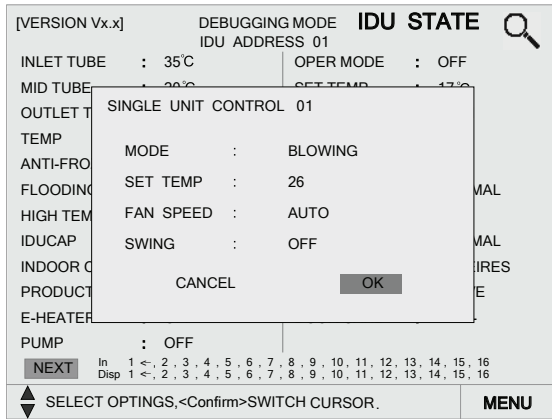 [VERSION Vx.x] DEBUGGING MODE IDU STATE
IDU ADDRESS 01
INLET TUBE : 35℃ OPER MODE : OFF
MID TUBE
OUTLET T
TEMP
ANTI-FRO
FLOODING MAL
HIGH TEM
IDUCAP MAL
INDOOR C IRES
PRODUCT E
E-HEATER
PUMP : OFF
SINGLE UNIT CONTROL 01
MODE : BLOWING
SET TEMP : 26
FAN SPEED : AUTO
SWING : OFF
CANCEL OK
NEXT
In 1 <-, 2 , 3 , 4 , 5 , 6 , 7 , 8 , 9 , 10 , 11 , 12 , 13 , 14 , 15 , 16
Disp 1 <-, 2 , 3 , 4 , 5 , 6 , 7 , 8 , 9 , 10 , 11 , 12 , 13 , 14 , 15 , 16
SELECT OPTINGS,<Confirm>SWITCH CURSOR. MENU